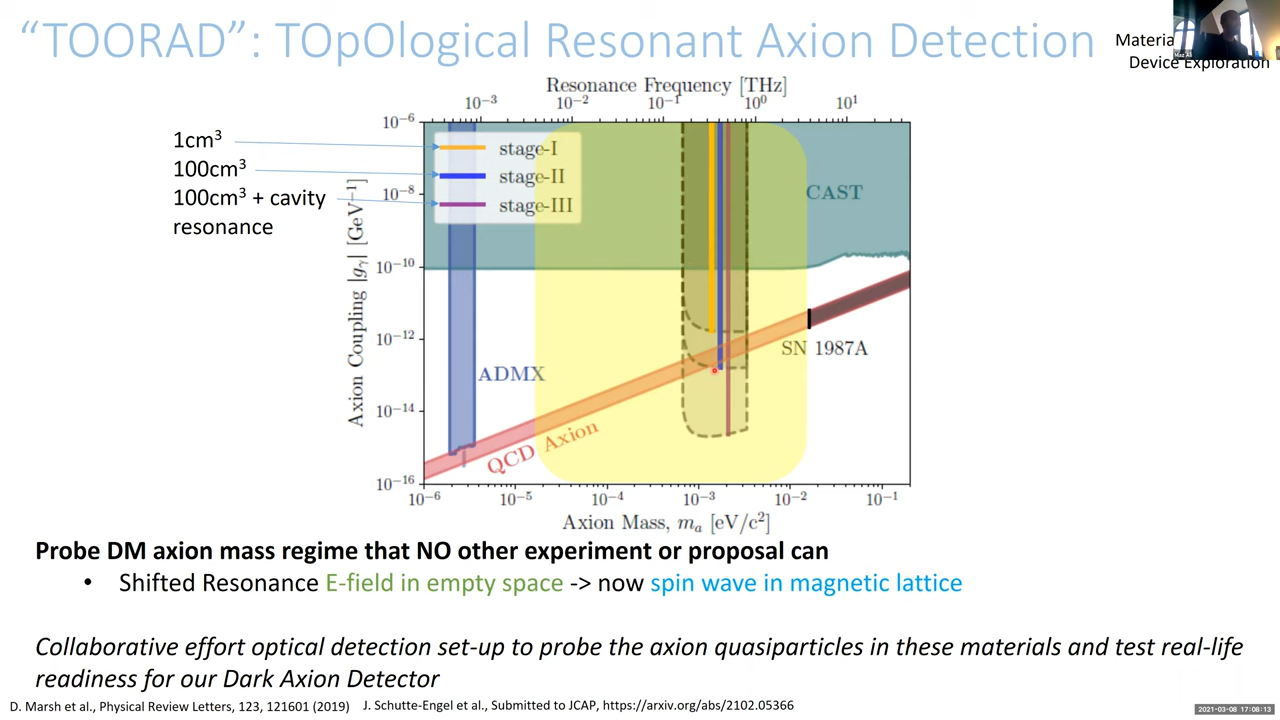 “TOORAD”: TOpOlogical Resonant Axion Detection
Materia
Device Exploration
Resonance Frequency [THz]
10⁻³ 10⁻² 10⁻¹ 10⁰ 10¹
1cm³
100cm³
100cm³ + cavity
resonance
stage-I
stage-II
stage-III
10⁻⁶
10⁻⁸
10⁻¹⁰
10⁻¹²
10⁻¹⁴
10⁻¹⁶
Axion Coupling |gᵧ| [GeV⁻¹]
CAST
SN 1987A
ADMX
QCD Axion
10⁻⁶ 10⁻⁵ 10⁻⁴ 10⁻³ 10⁻² 10⁻¹
Axion Mass, mₐ [eV/c²]
Probe DM axion mass regime that NO other experiment or proposal can
• Shifted Resonance E-field in empty space -> now spin wave in magnetic lattice
Collaborative effort optical detection set-up to probe the axion quasiparticles in these materials and test real-life
readiness for our Dark Axion Detector
D. Marsh et al., Physical Review Letters, 123, 121601 (2019) J. Schutte-Engel et al., Submitted to JCAP, https://arxiv.org/abs/2102.05366
2021-03-08 17:08:13